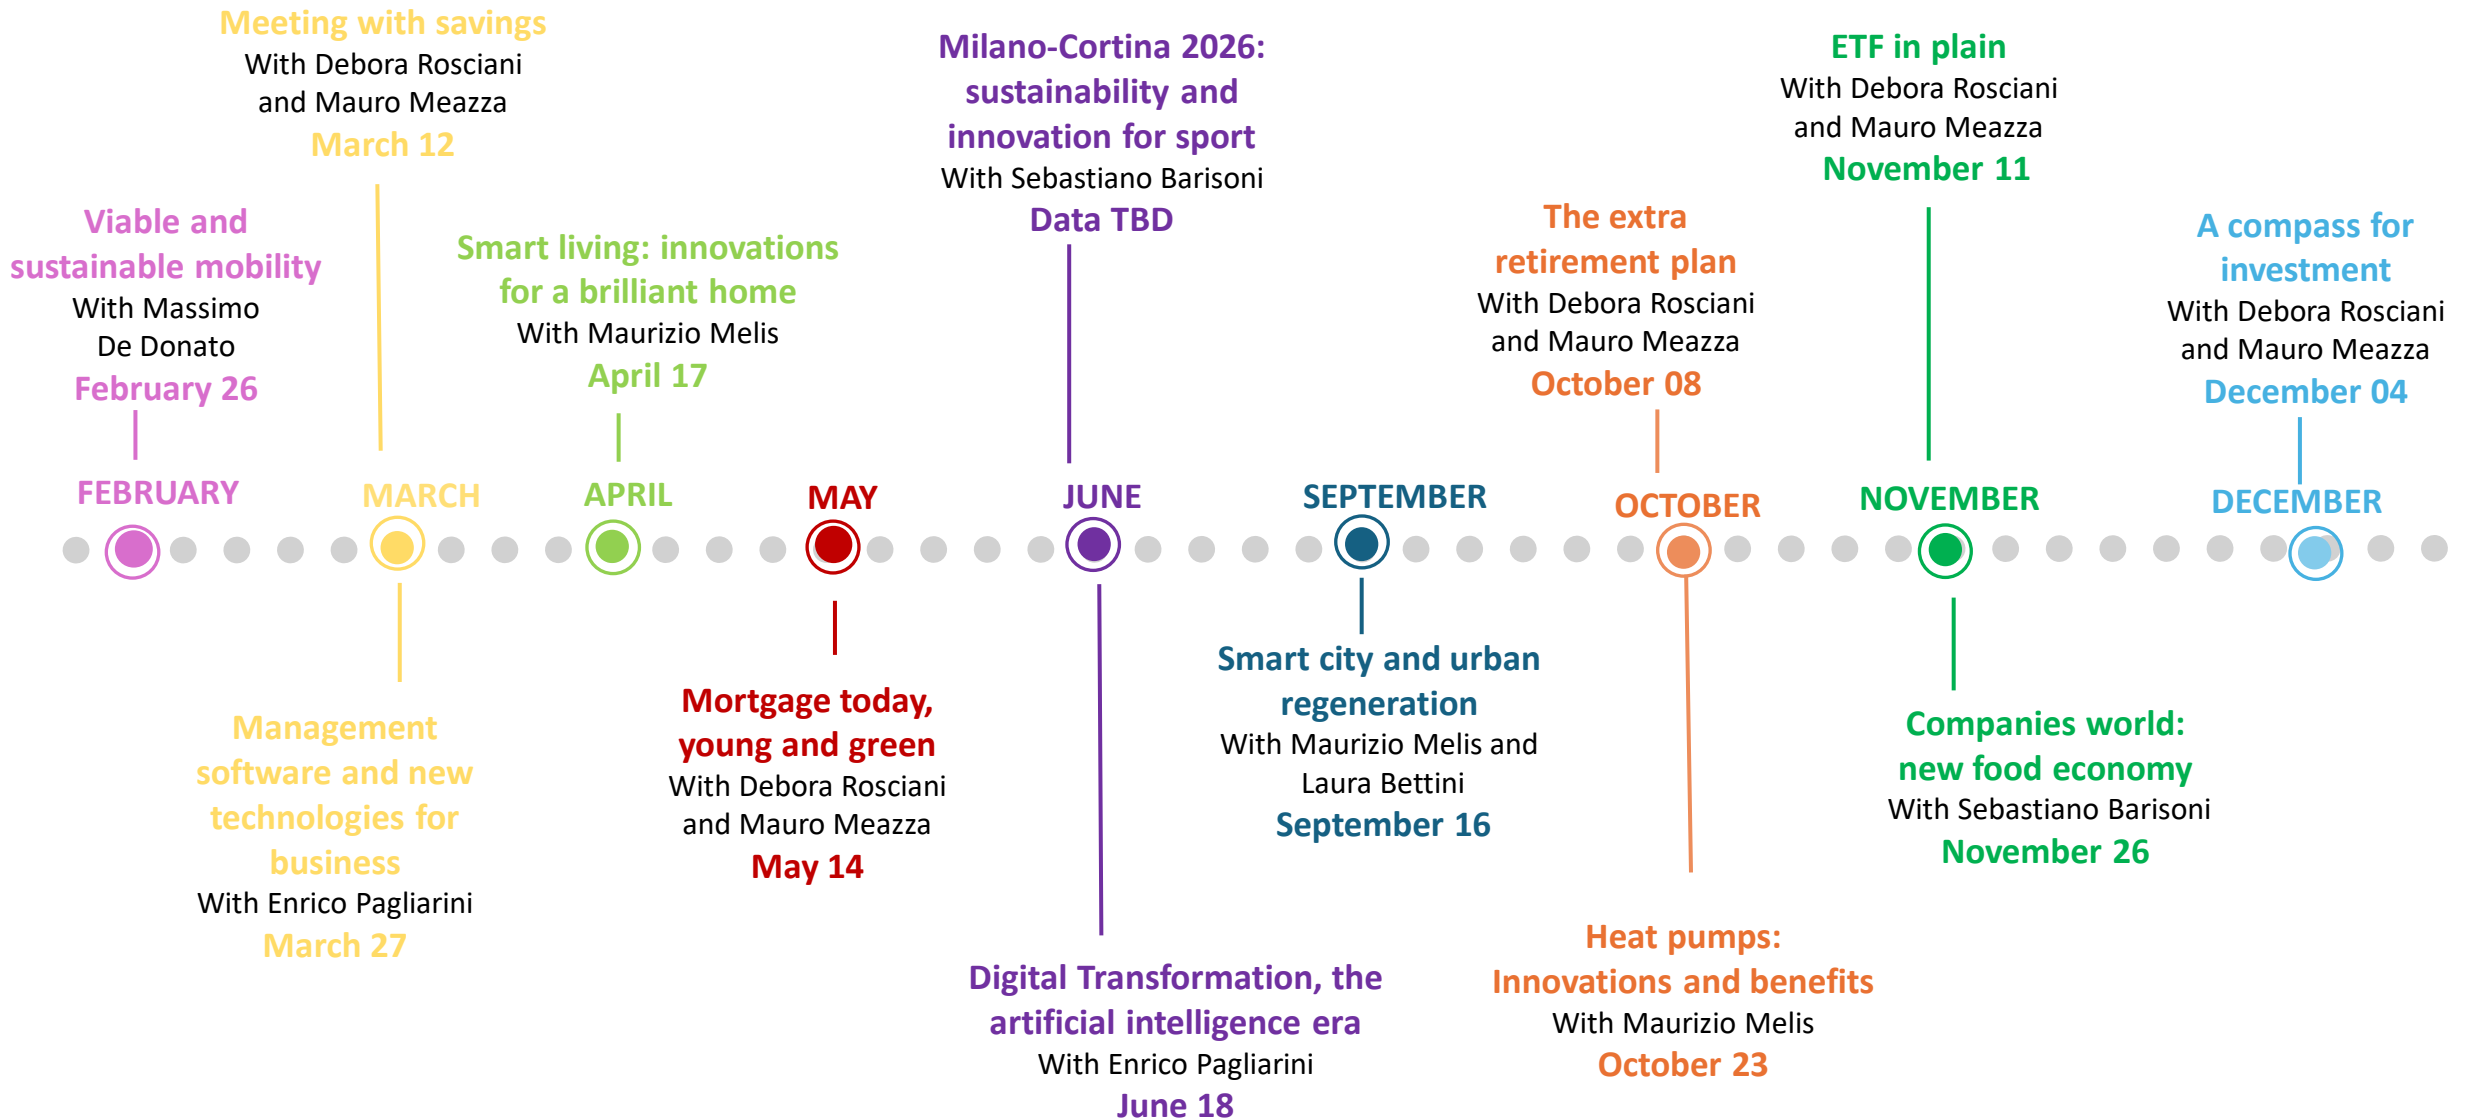 Meeting with savings
With Debora Rosciani
and Mauro Meazza
March 12
Viable and
sustainable mobility
With Massimo
De Donato
February 26
Smart living: innovations
for a brilliant home
With Maurizio Melis
April 17
Milano-Cortina 2026:
sustainability and
innovation for sport
With Sebastiano Barisoni
Data TBD
The extra
retirement plan
With Debora Rosciani
and Mauro Meazza
October 08
ETF in plain
With Debora Rosciani
and Mauro Meazza
November 11
A compass for
investment
With Debora Rosciani
and Mauro Meazza
December 04
FEBRUARY
MARCH
APRIL
MAY
JUNE
SEPTEMBER
OCTOBER
NOVEMBER
DECEMBER
Management
software and new
technologies for
business
With Enrico Pagliarini
March 27
Mortgage today,
young and green
With Debora Rosciani
and Mauro Meazza
May 14
Digital Transformation, the
artificial intelligence era
With Enrico Pagliarini
June 18
Smart city and urban
regeneration
With Maurizio Melis and
Laura Bettini
September 16
Heat pumps:
Innovations and benefits
With Maurizio Melis
October 23
Companies world:
new food economy
With Sebastiano Barisoni
November 26